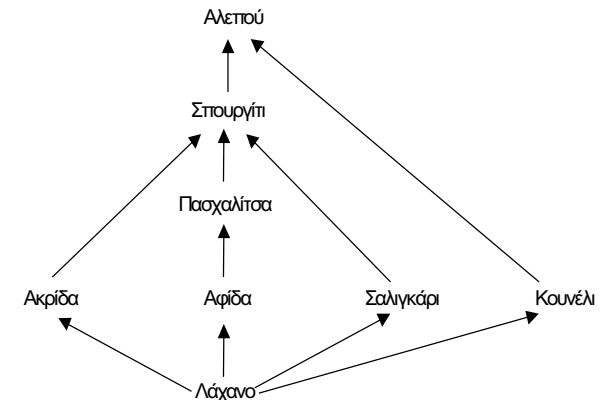 Αλεπού
Σπουργίτι
Πασχαλίτσα
Ακρίδα Αφίδα Σαλιγκάρι Κουνέλι
Λάχανο